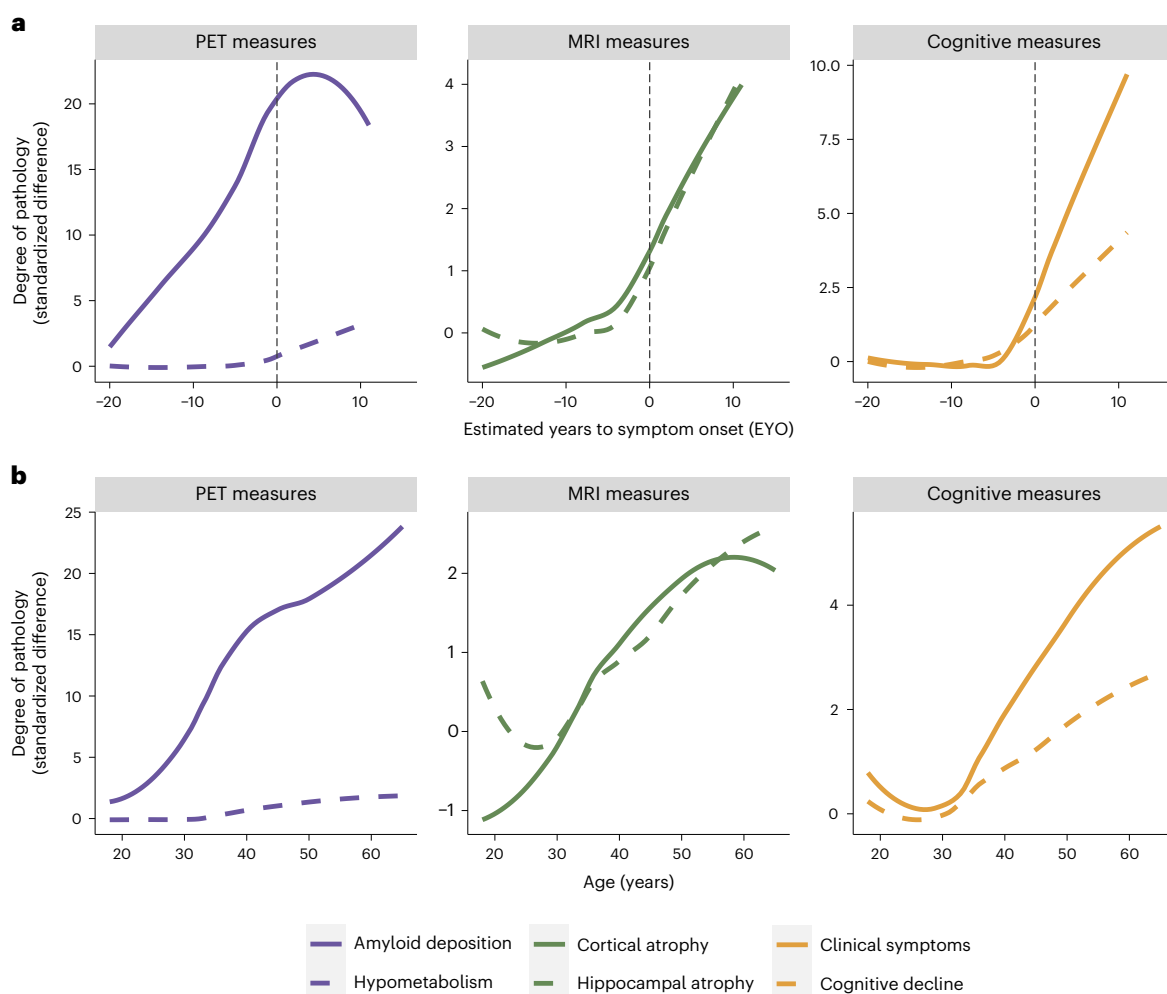 a
PET measures
MRI measures
Cognitive measures
Degree of pathology
(standardized difference)
20
15
10
5
0
−20
−10
0
10
4
3
2
1
0
−20
−10
0
10
10.0
7.5
5.0
2.5
0
−20
−10
0
10
Estimated years to symptom onset (EYO)
b
PET measures
MRI measures
Cognitive measures
Degree of pathology
(standardized difference)
25
20
15
10
5
0
20
30
40
50
60
2
1
0
−1
20
30
40
50
60
4
2
0
20
30
40
50
60
Age (years)
Amyloid deposition
Cortical atrophy
Clinical symptoms
Hypometabolism
Hippocampal atrophy
Cognitive decline